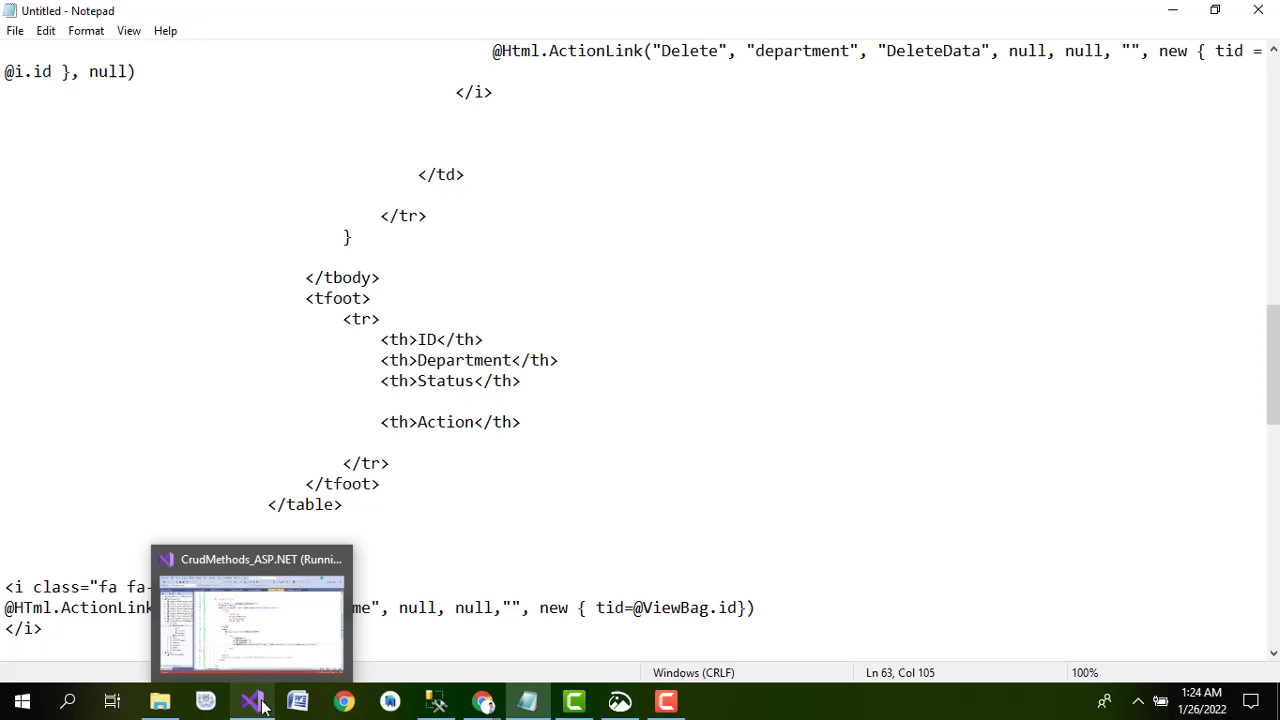 Untitled - Notepad
File Edit Format View Help
@Html.ActionLink("Delete", "department", "DeleteData", null, null, "", new { tid =
@i.id }, null)
</i>
</td>
</tr>
}
</tbody>
<tfoot>
<tr>
<th>ID</th>
<th>Department</th>
<th>Status</th>
<th>Action</th>
</tr>
</tfoot>
</table>
CrudMethods_ASP.NET (Runni...
<i class="fa fa-
@HTml.ActionLink me", null, null,"", new { tid=@ViewBag.id})
</i>
Windows (CRLF) Ln 63, Col 105 100%
1:24 AM
1/26/2022